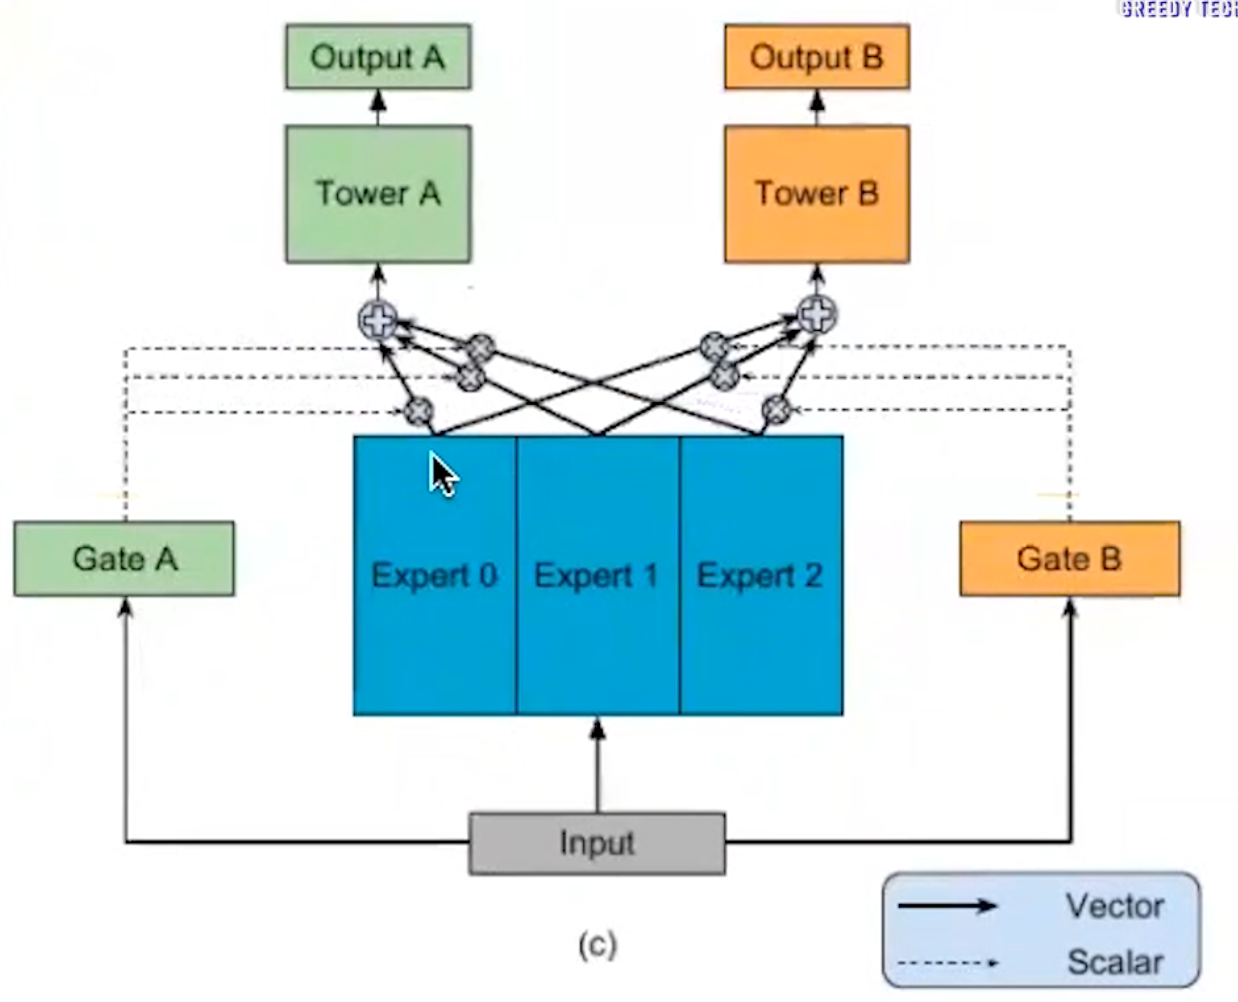 GREEDY TECH
Output A
Output B
Tower A
Tower B
Gate A
Expert 0
Expert 1
Expert 2
Gate B
Input
(c)
Vector
Scalar